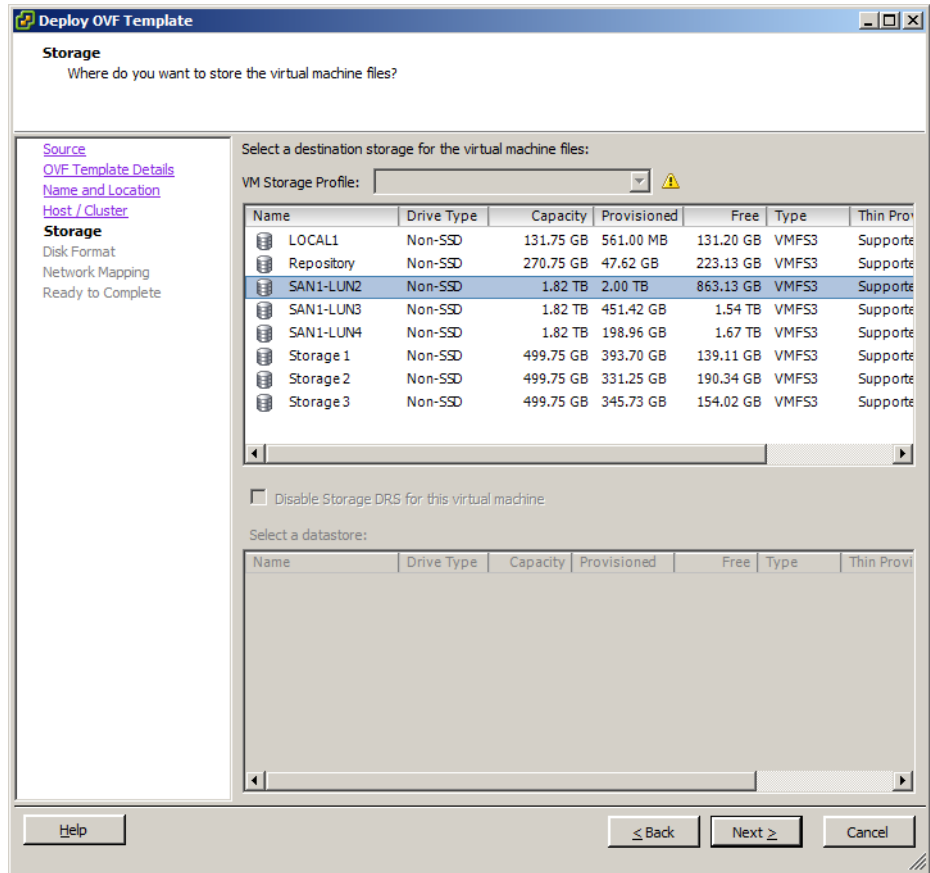 Deploy OVF Template
Storage
Where do you want to store the virtual machine files?
Source
OVF Template Details
Name and Location
Host / Cluster
Storage
Disk Format
Network Mapping
Ready to Complete
Select a destination storage for the virtual machine files:
VM Storage Profile:
Name Drive Type Capacity Provisioned Free Type Thin Prov
LOCAL1 Non-SSD 131.75 GB 561.00 MB 131.20 GB VMFS3 Supporte
Repository Non-SSD 270.75 GB 47.62 GB 223.13 GB VMFS3 Supporte
SAN1-LUN2 Non-SSD 1.82 TB 2.00 TB 863.13 GB VMFS3 Supporte
SAN1-LUN3 Non-SSD 1.82 TB 451.42 GB 1.54 TB VMFS3 Supporte
SAN1-LUN4 Non-SSD 1.82 TB 198.96 GB 1.67 TB VMFS3 Supporte
Storage 1 Non-SSD 499.75 GB 393.70 GB 139.11 GB VMFS3 Supporte
Storage 2 Non-SSD 499.75 GB 331.25 GB 190.34 GB VMFS3 Supporte
Storage 3 Non-SSD 499.75 GB 345.73 GB 154.02 GB VMFS3 Supporte
Disable Storage DRS for this virtual machine
Select a datastore:
Name Drive Type Capacity Provisioned Free Type Thin Provi
Help
≤ Back
Next ≥
Cancel